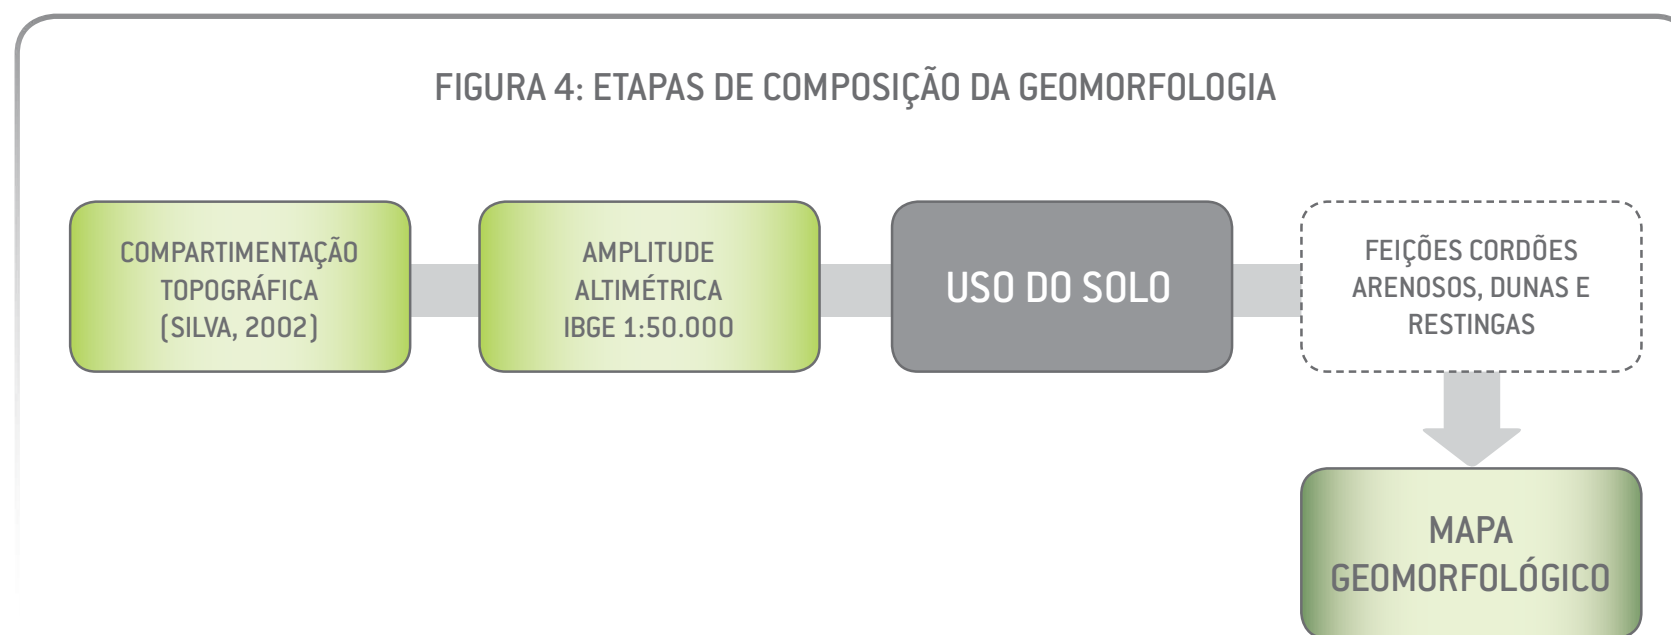 FIGURA 4: ETAPAS DE COMPOSIÇÃO DA GEOMORFOLOGIA
COMPARTIMENTAÇÃO
TOPOGRÁFICA
(SILVA, 2002)
AMPLITUDE
ALTIMÉTRICA
IBGE 1:50.000
USO DO SOLO
FEIÇÕES CORDÕES
ARENOSOS, DUNAS E
RESTINGAS
MAPA
GEOMORFOLÓGICO